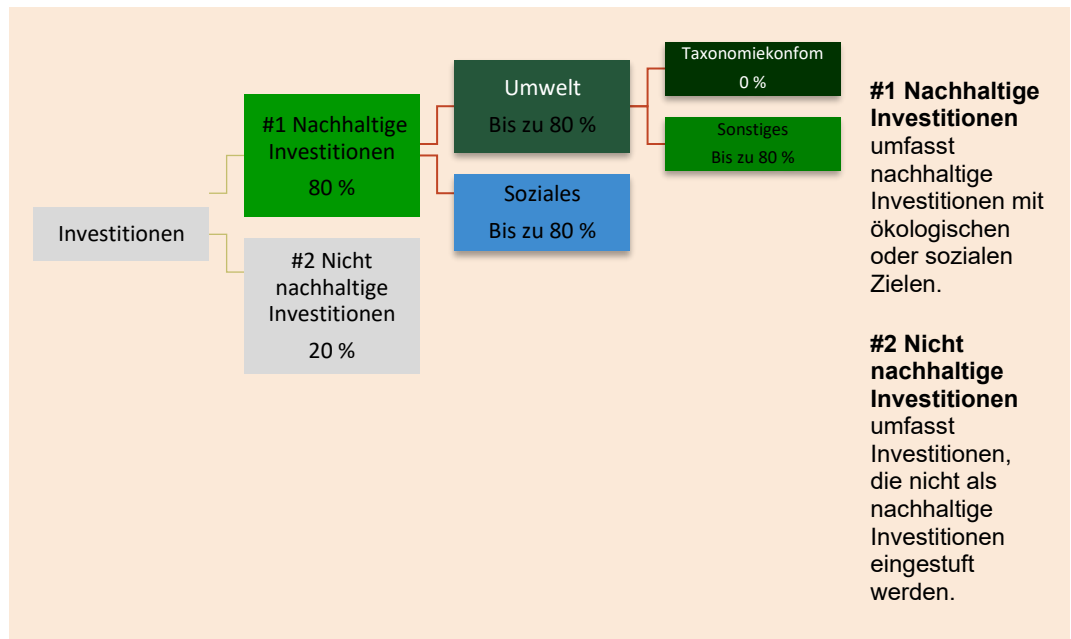 Investitionen
#1 Nachhaltige
Investitionen
80 %
#2 Nicht
nachhaltige
Investitionen
20 %
Umwelt
Bis zu 80 %
Soziales
Bis zu 80 %
Taxonomiekonfom
0 %
Sonstiges
Bis zu 80 %
#1 Nachhaltige
Investitionen
umfasst
nachhaltige
Investitionen mit
ökologischen
oder sozialen
Zielen.
#2 Nicht
nachhaltige
Investitionen
umfasst
Investitionen,
die nicht als
nachhaltige
Investitionen
eingestuft
werden.